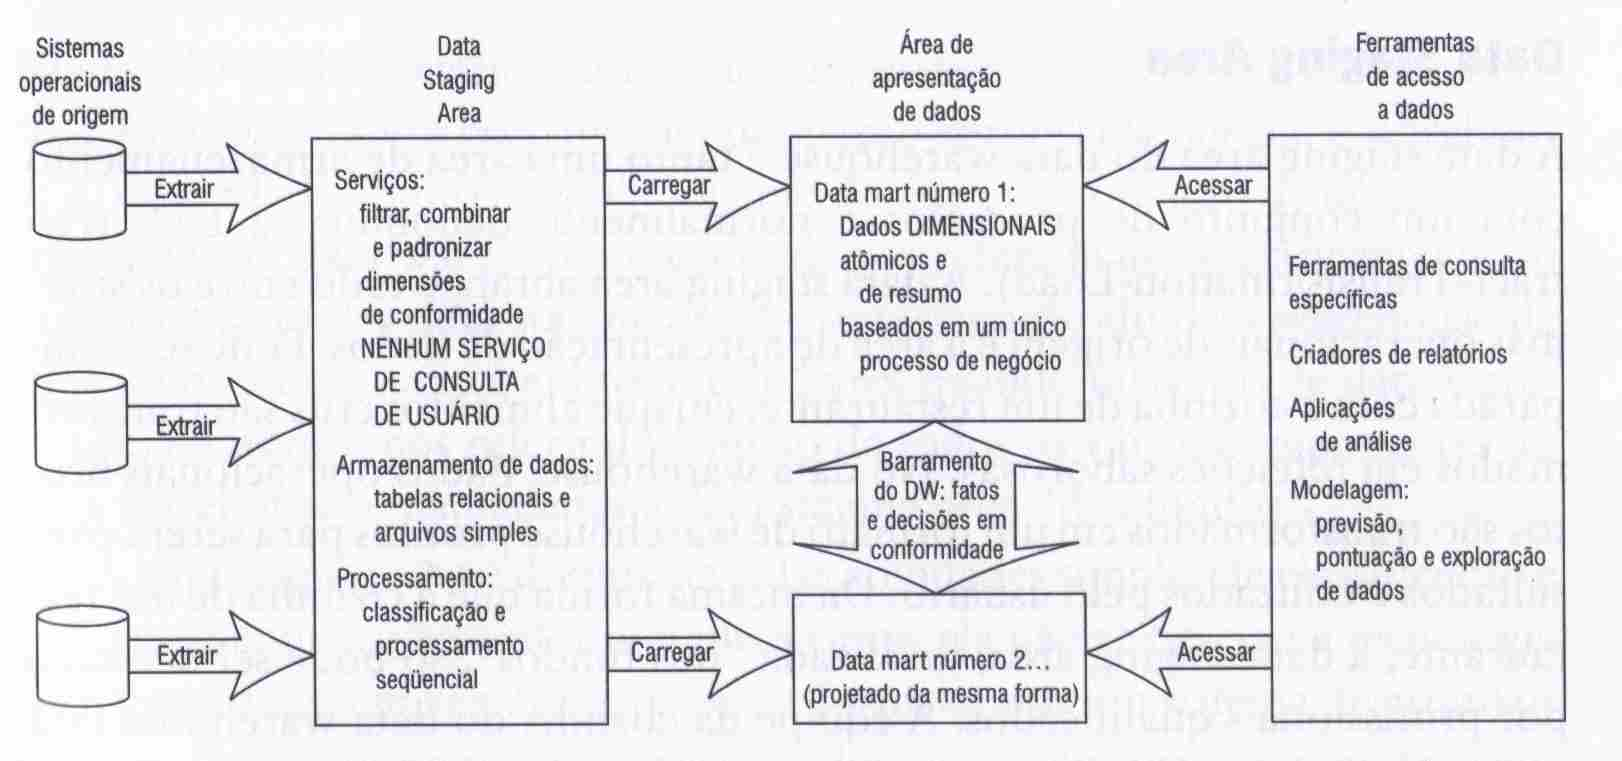 Sistemas
operacionais
de origem
Data
Staging
Area
Área de
apresentação
de dados
Ferramentas
de acesso
a dados
Extrair
Extrair
Extrair
Serviços:
filtrar, combinar
e padronizar
dimensões
de conformidade
NENHUM SERVIÇO
DE CONSULTA
DE USUÁRIO
Armazenamento de dados:
tabelas relacionais e
arquivos simples
Processamento:
classificação e
processamento
seqüencial
Carregar
Carregar
Data mart número 1:
Dados DIMENSIONAIS
atômicos e
de resumo
baseados em um único
processo de negócio
Barramento
do DW: fatos
e decisões em
conformidade
Data mart número 2...
(projetado da mesma forma)
Acessar
Acessar
Ferramentas de consulta
específicas
Criadores de relatórios
Aplicações
de análise
Modelagem:
previsão,
pontuação e exploração
de dados